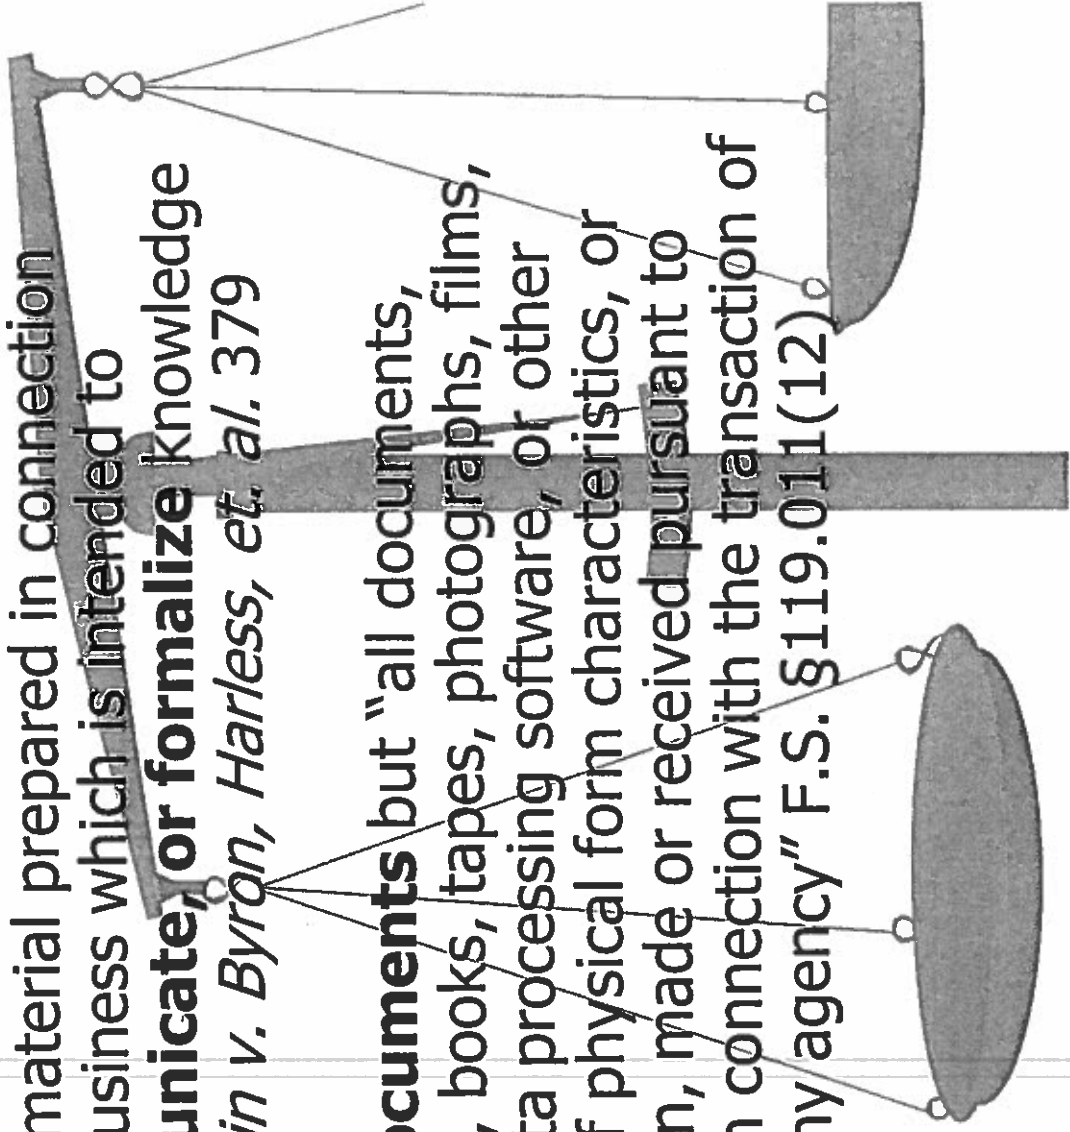 material prepared in connection
usiness which is intended to
unicate, or formalize knowledge
in v. Byron, Harless, et. al. 379
ocuments but “all documents,
, books, tapes, photographs, films,
ta processing software, or other
f physical form characteristics, or
n, made or received pursuant to
n connection with the transaction of
ny agency” F.S. §119.011(12).